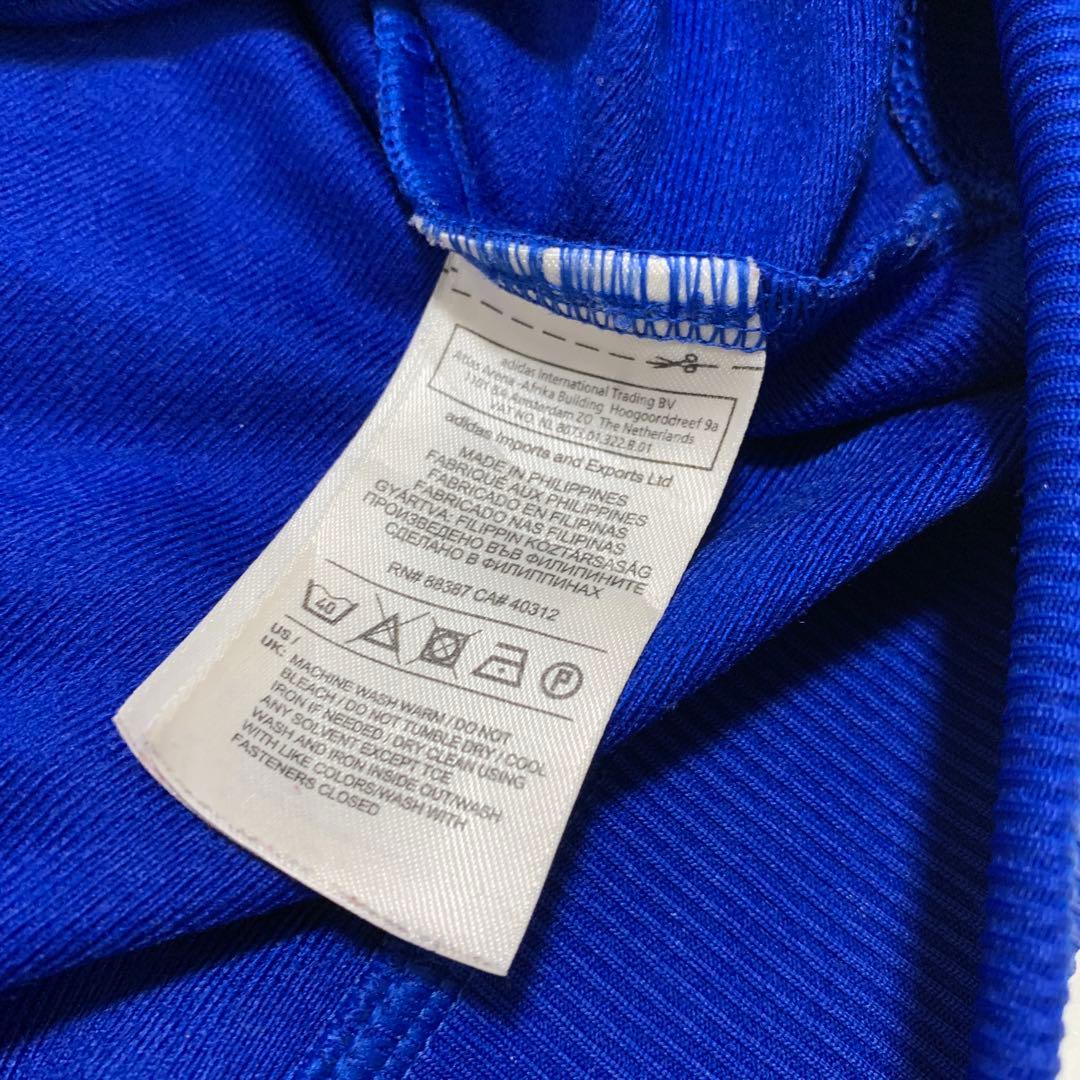 adidas International Trading BV
Atlas Arena -Afrika Building Hoogoorddreef 9a
1101 BA Amsterdam ZO The Netherlands
VAT NO. NL 8075.01.322.B.01
adidas Imports and Exports Ltd
MADE IN PHILIPPINES
FABRIQUÉ AUX PHILIPPINES
FABRICADO EN FILIPINAS
FABRICADO NAS FILIPINAS
GYÁRTVA, FILIPPIN KÖZTÁRSASÁG
ПРОИЗВЕДЕНО ВЪВ ФИЛИПИНИТЕ
СДЕЛАНО В ФИЛИППИНАХ
RN# 88387 CA# 40312
40 P
US /
UK: MACHINE WASH WARM / DO NOT
BLEACH / DO NOT TUMBLE DRY / COOL
IRON IF NEEDED / DRY CLEAN USING
ANY SOLVENT EXCEPT TCE
WASH AND IRON INSIDE OUT/WASH
WITH LIKE COLORS/WASH WITH
FASTENERS CLOSED